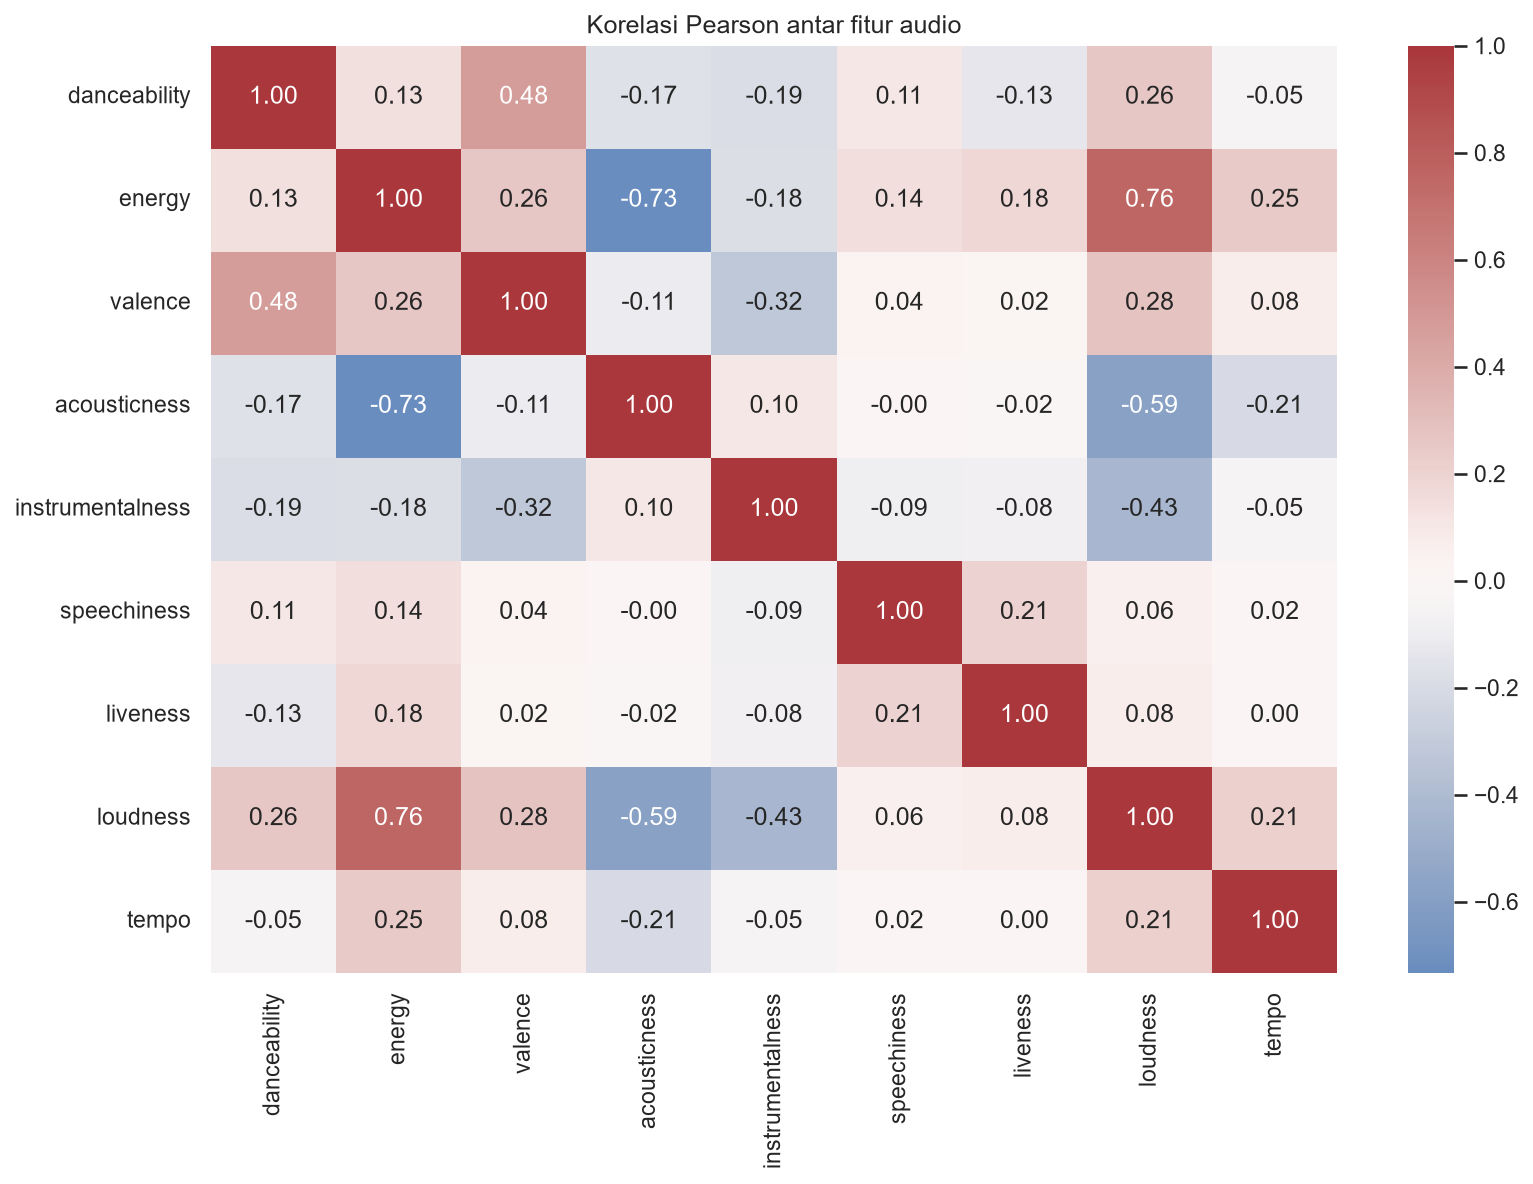 Korelasi Pearson antar fitur audio
danceability 1.00 0.13 0.48 -0.17 -0.19 0.11 -0.13 0.26 -0.05
energy 0.13 1.00 0.26 -0.73 -0.18 0.14 0.18 0.76 0.25
valence 0.48 0.26 1.00 -0.11 -0.32 0.04 0.02 0.28 0.08
acousticness -0.17 -0.73 -0.11 1.00 0.10 -0.00 -0.02 -0.59 -0.21
instrumentalness -0.19 -0.18 -0.32 0.10 1.00 -0.09 -0.08 -0.43 -0.05
speechiness 0.11 0.14 0.04 -0.00 -0.09 1.00 0.21 0.06 0.02
liveness -0.13 0.18 0.02 -0.02 -0.08 0.21 1.00 0.08 0.00
loudness 0.26 0.76 0.28 -0.59 -0.43 0.06 0.08 1.00 0.21
tempo -0.05 0.25 0.08 -0.21 -0.05 0.02 0.00 0.21 1.00
danceability
energy
valence
acousticness
instrumentalness
speechiness
liveness
loudness
tempo
1.0
0.8
0.6
0.4
0.2
0.0
−0.2
−0.4
−0.6